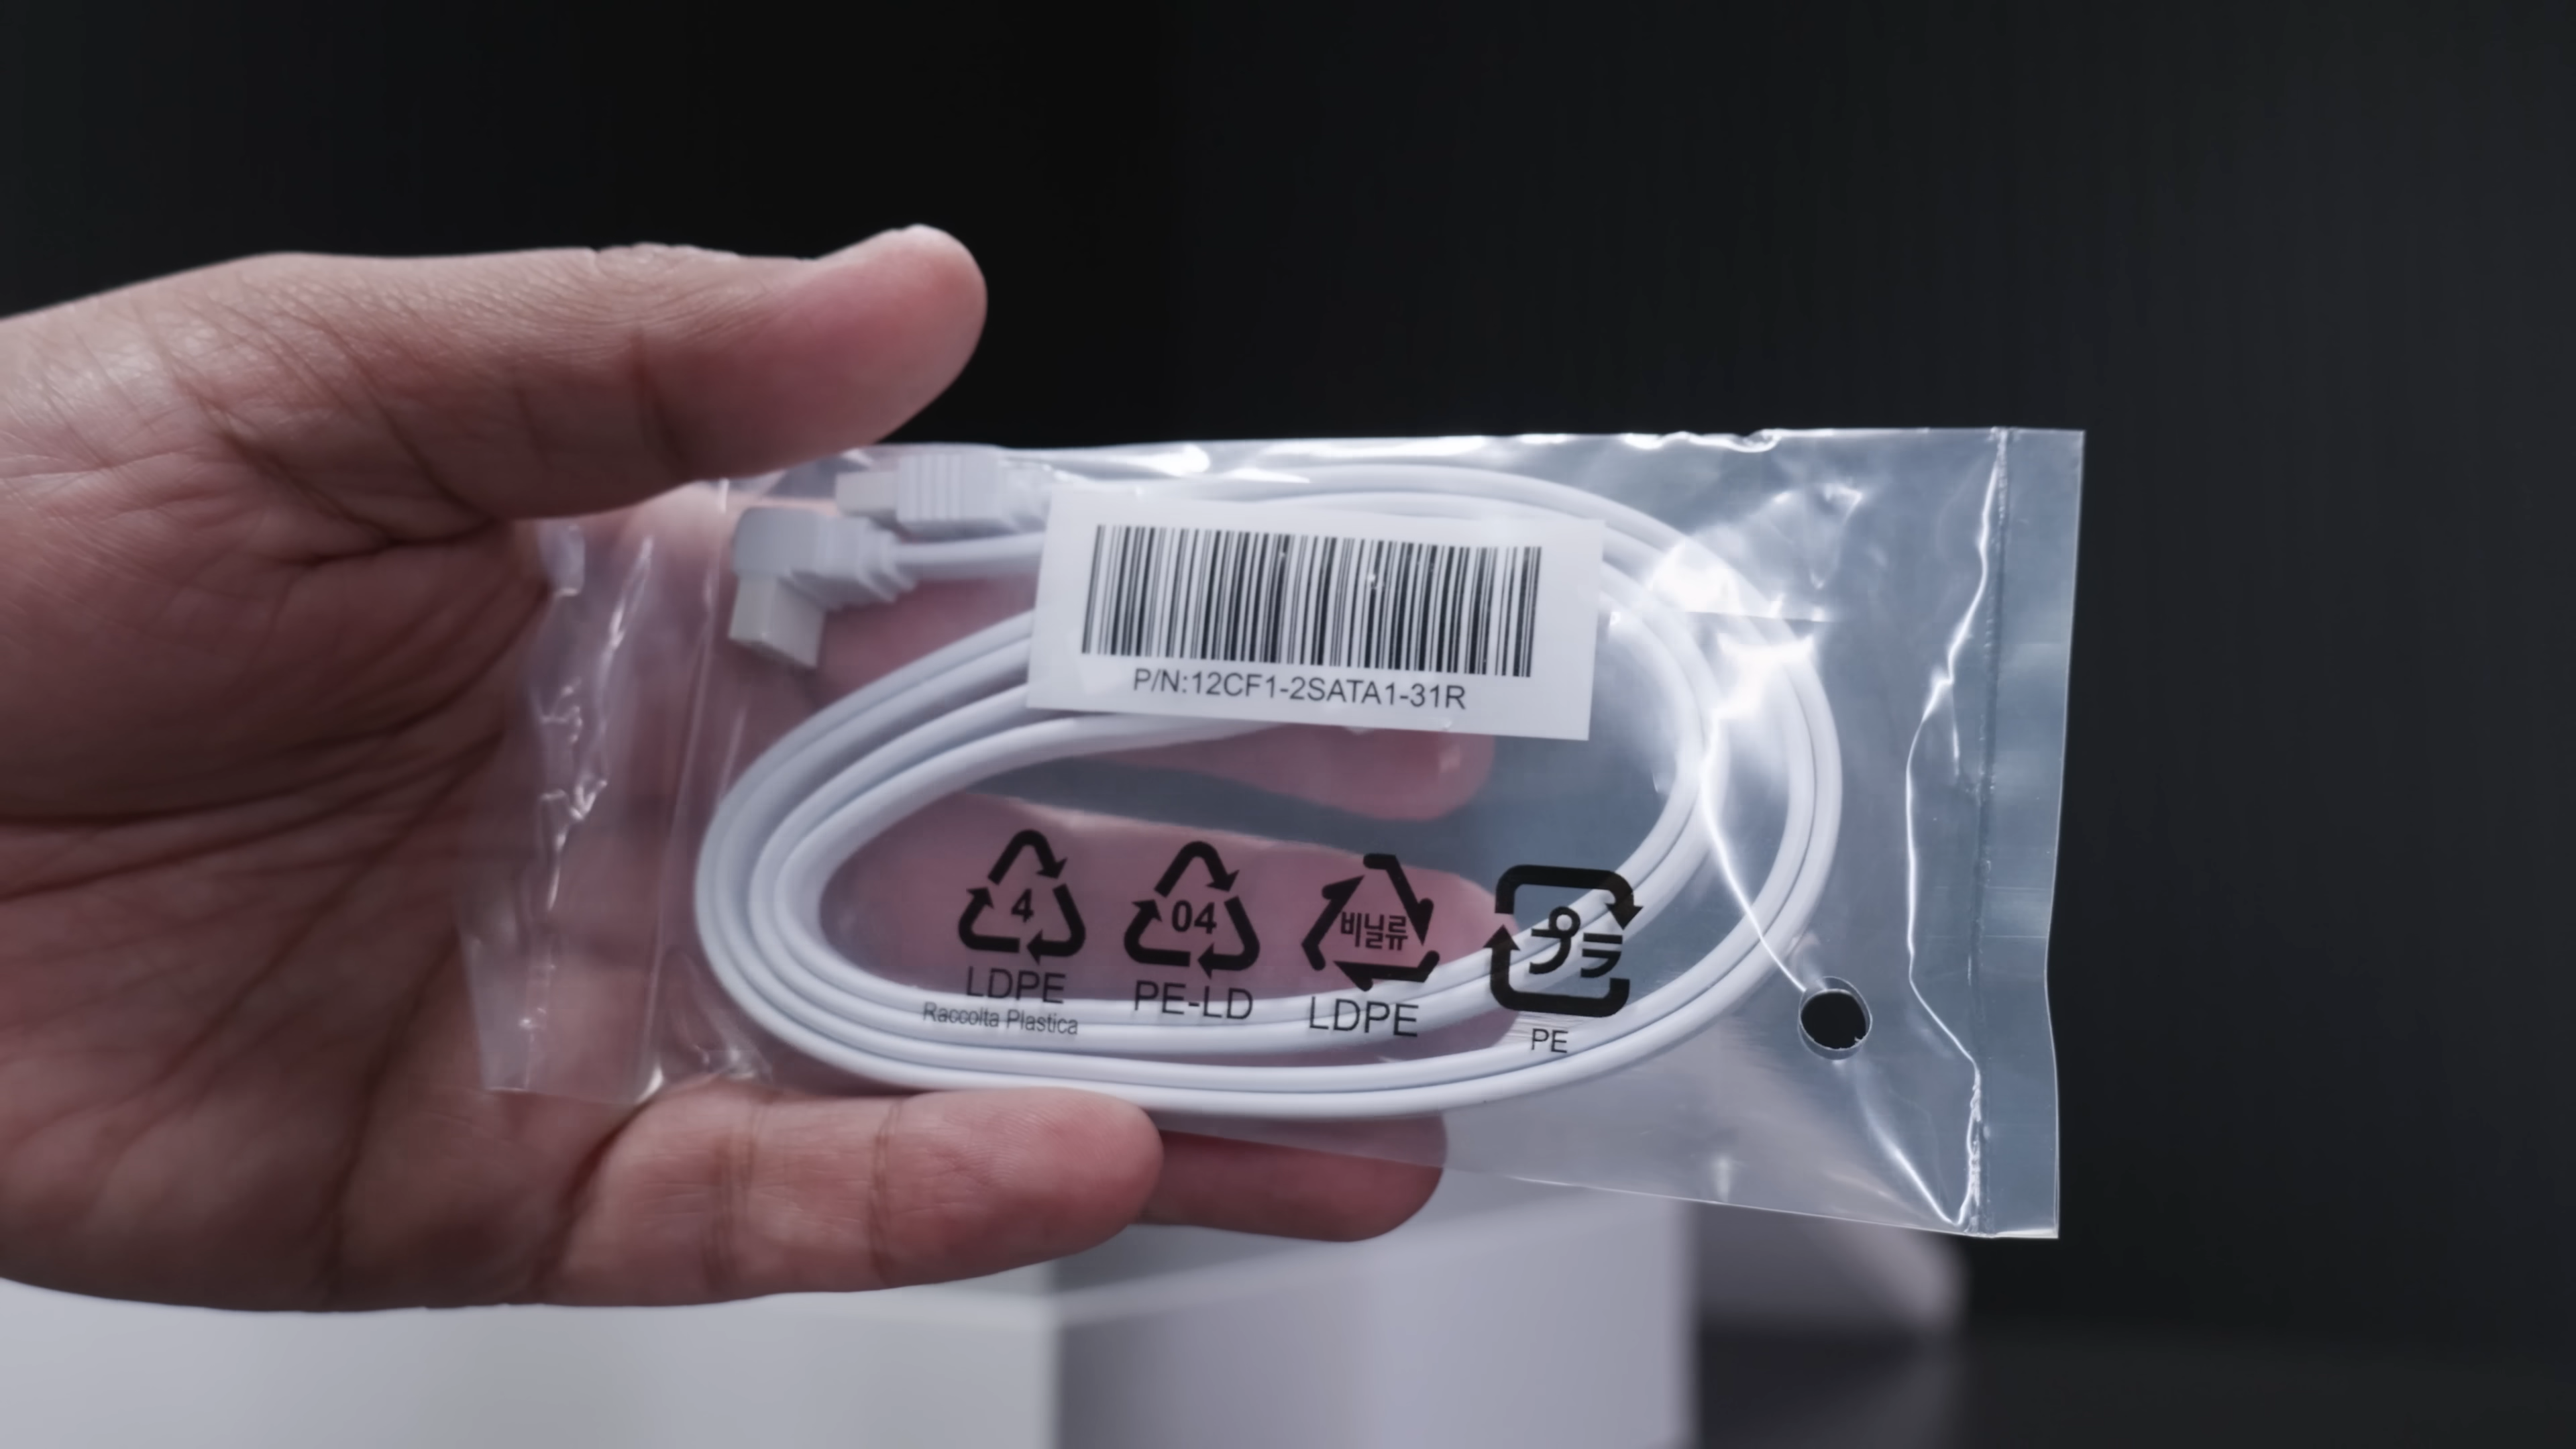 P/N:12CF1-2SATA1-31R
4
LDPE
Raccolta Plastica
04
PE-LD
비닐류
LDPE
プラ
PE